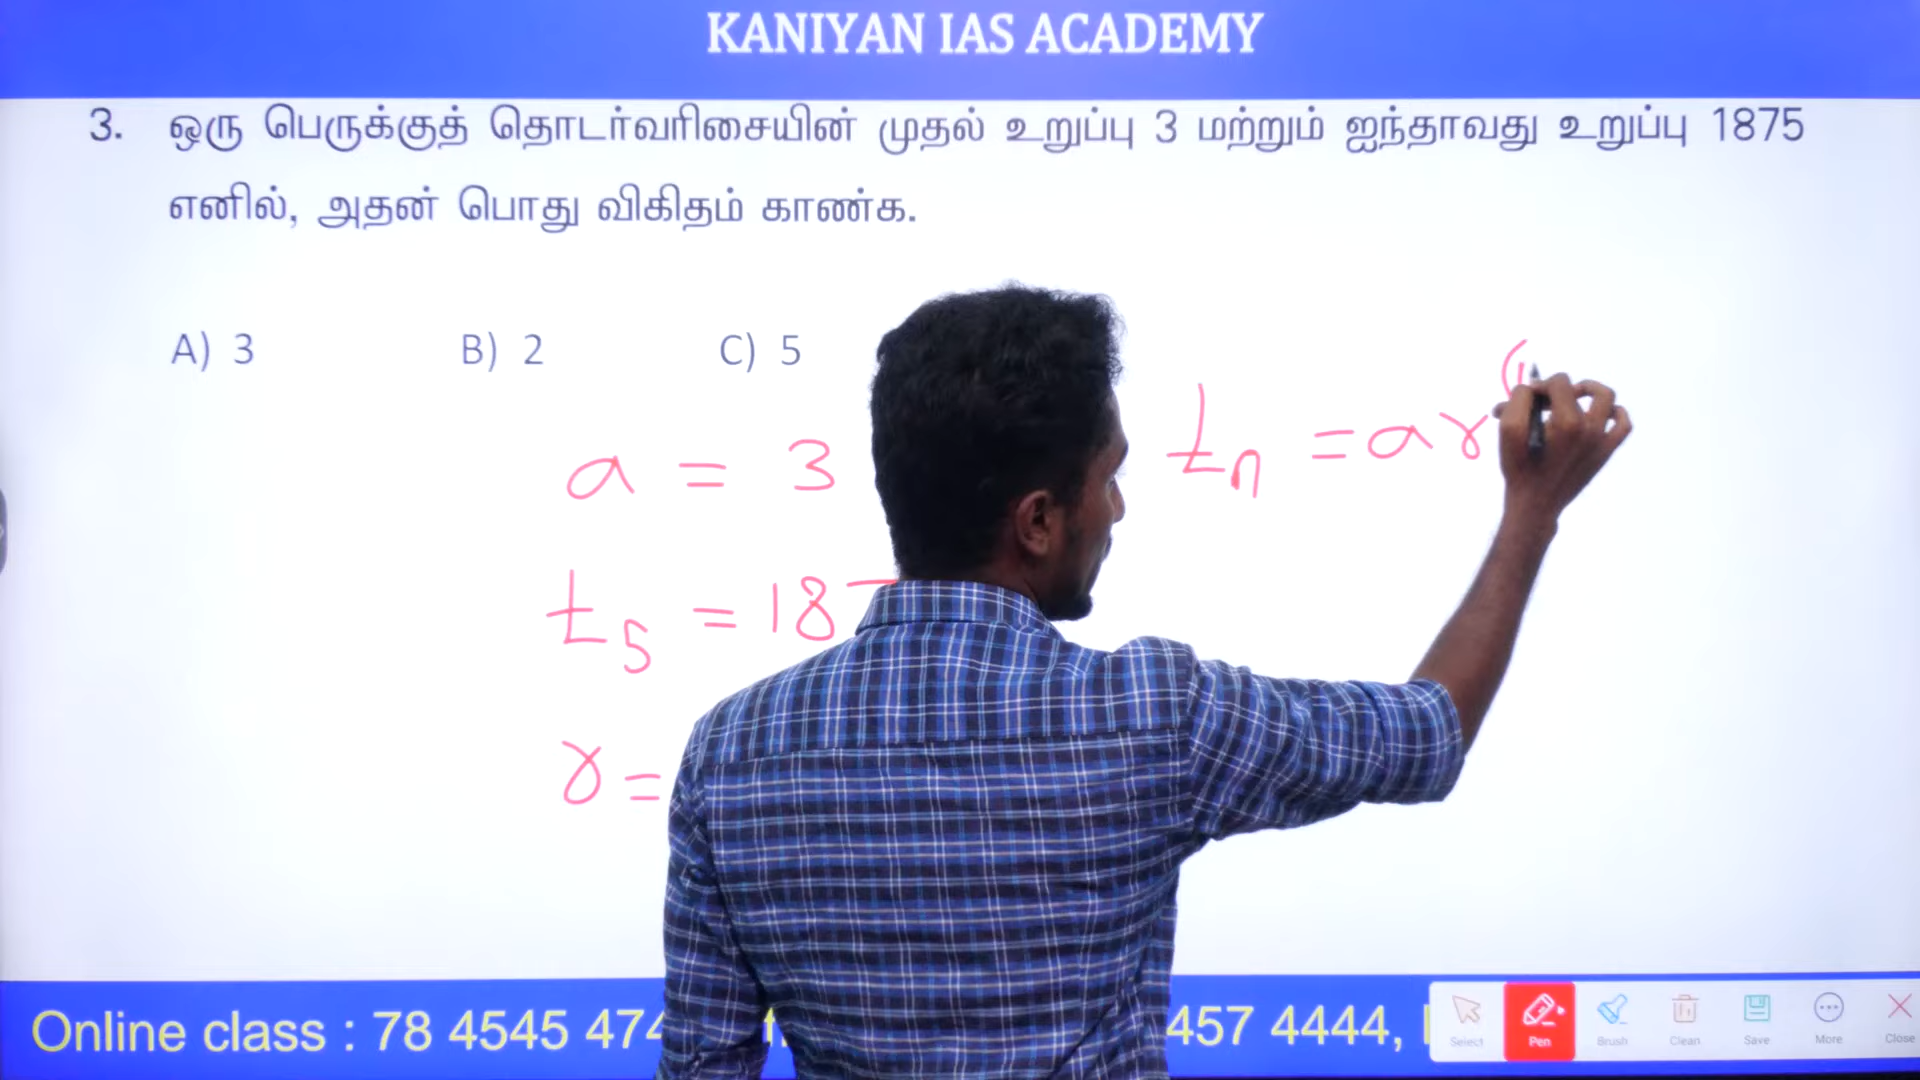 KANIYAN IAS ACADEMY
3. ஒரு பெருக்குத் தொடர்வரிசையின் முதல் உறுப்பு 3 மற்றும் ஐந்தாவது உறுப்பு 1875
எனில், அதன் பொது விகிதம் காண்க.
A) 3 B) 2 C) 5
a = 3
t_n = ar
t_5 = 18
r =
Online class : 78 4545 474 457 4444,
Select Pen Brush Clean Save More Close